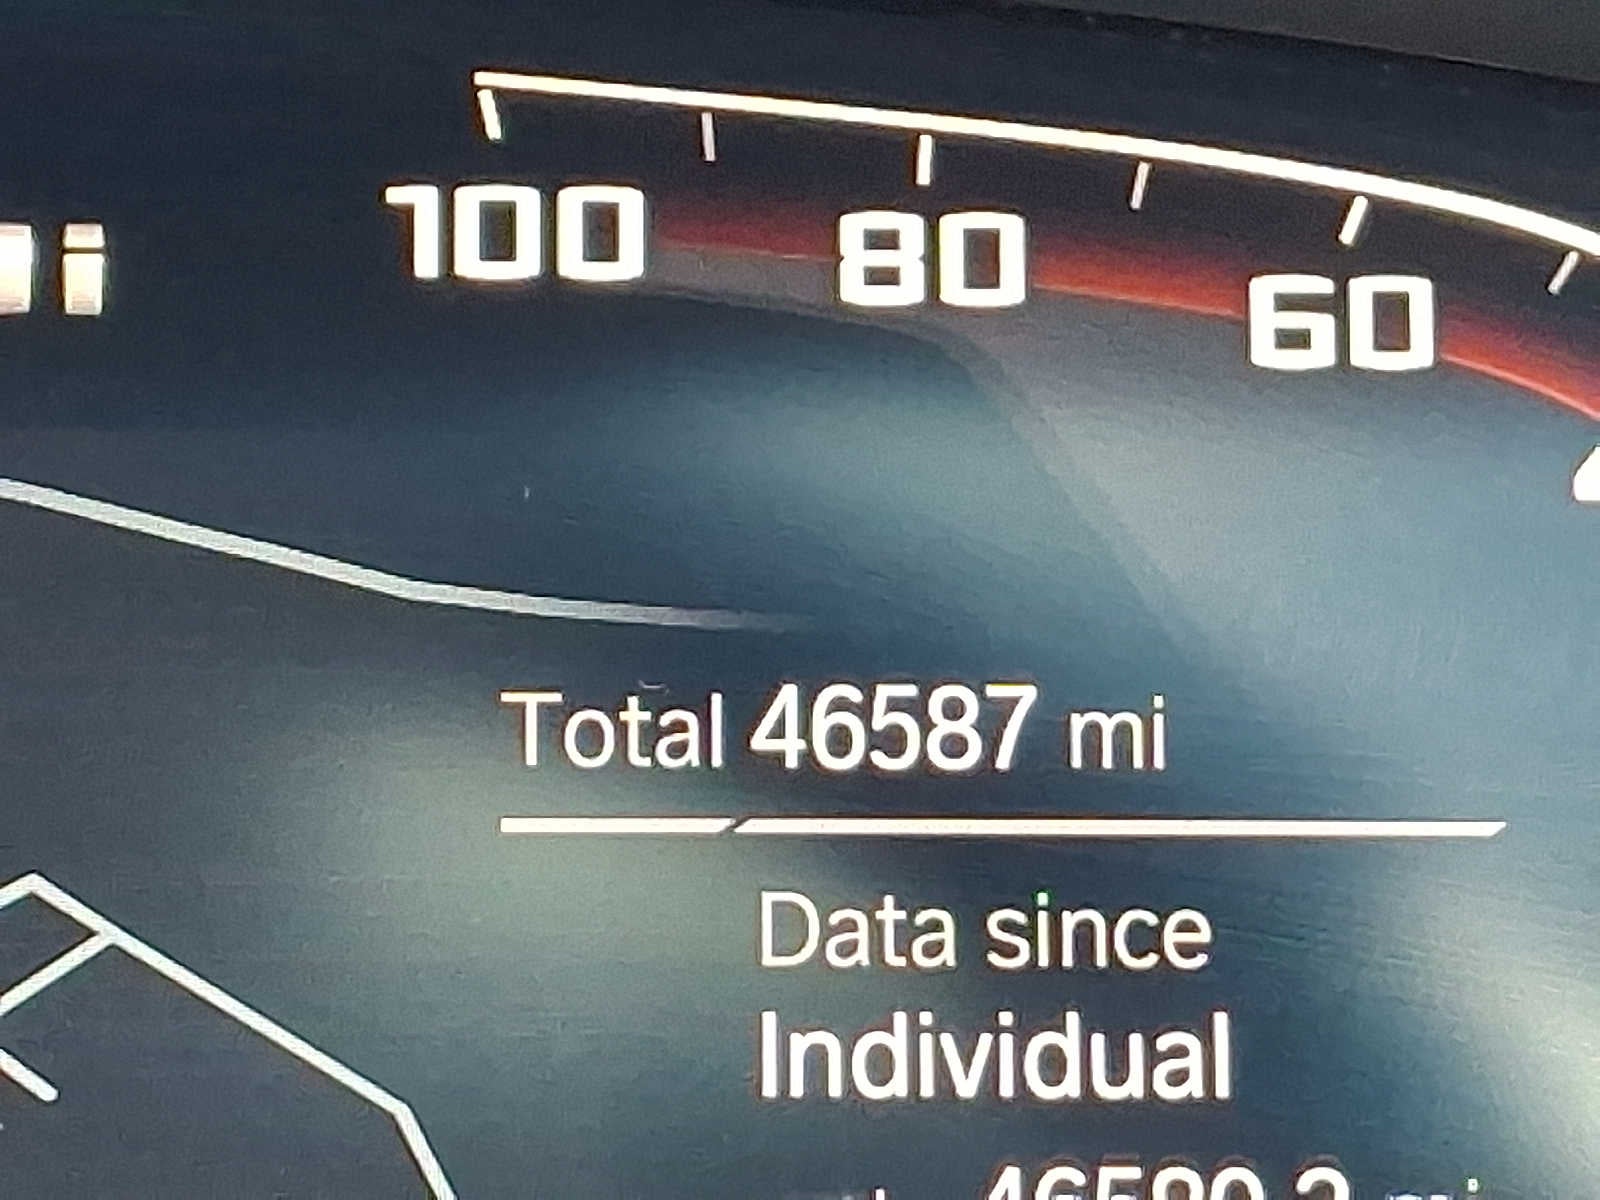 100
80
60
Total 46587 mi
Data since
Individual